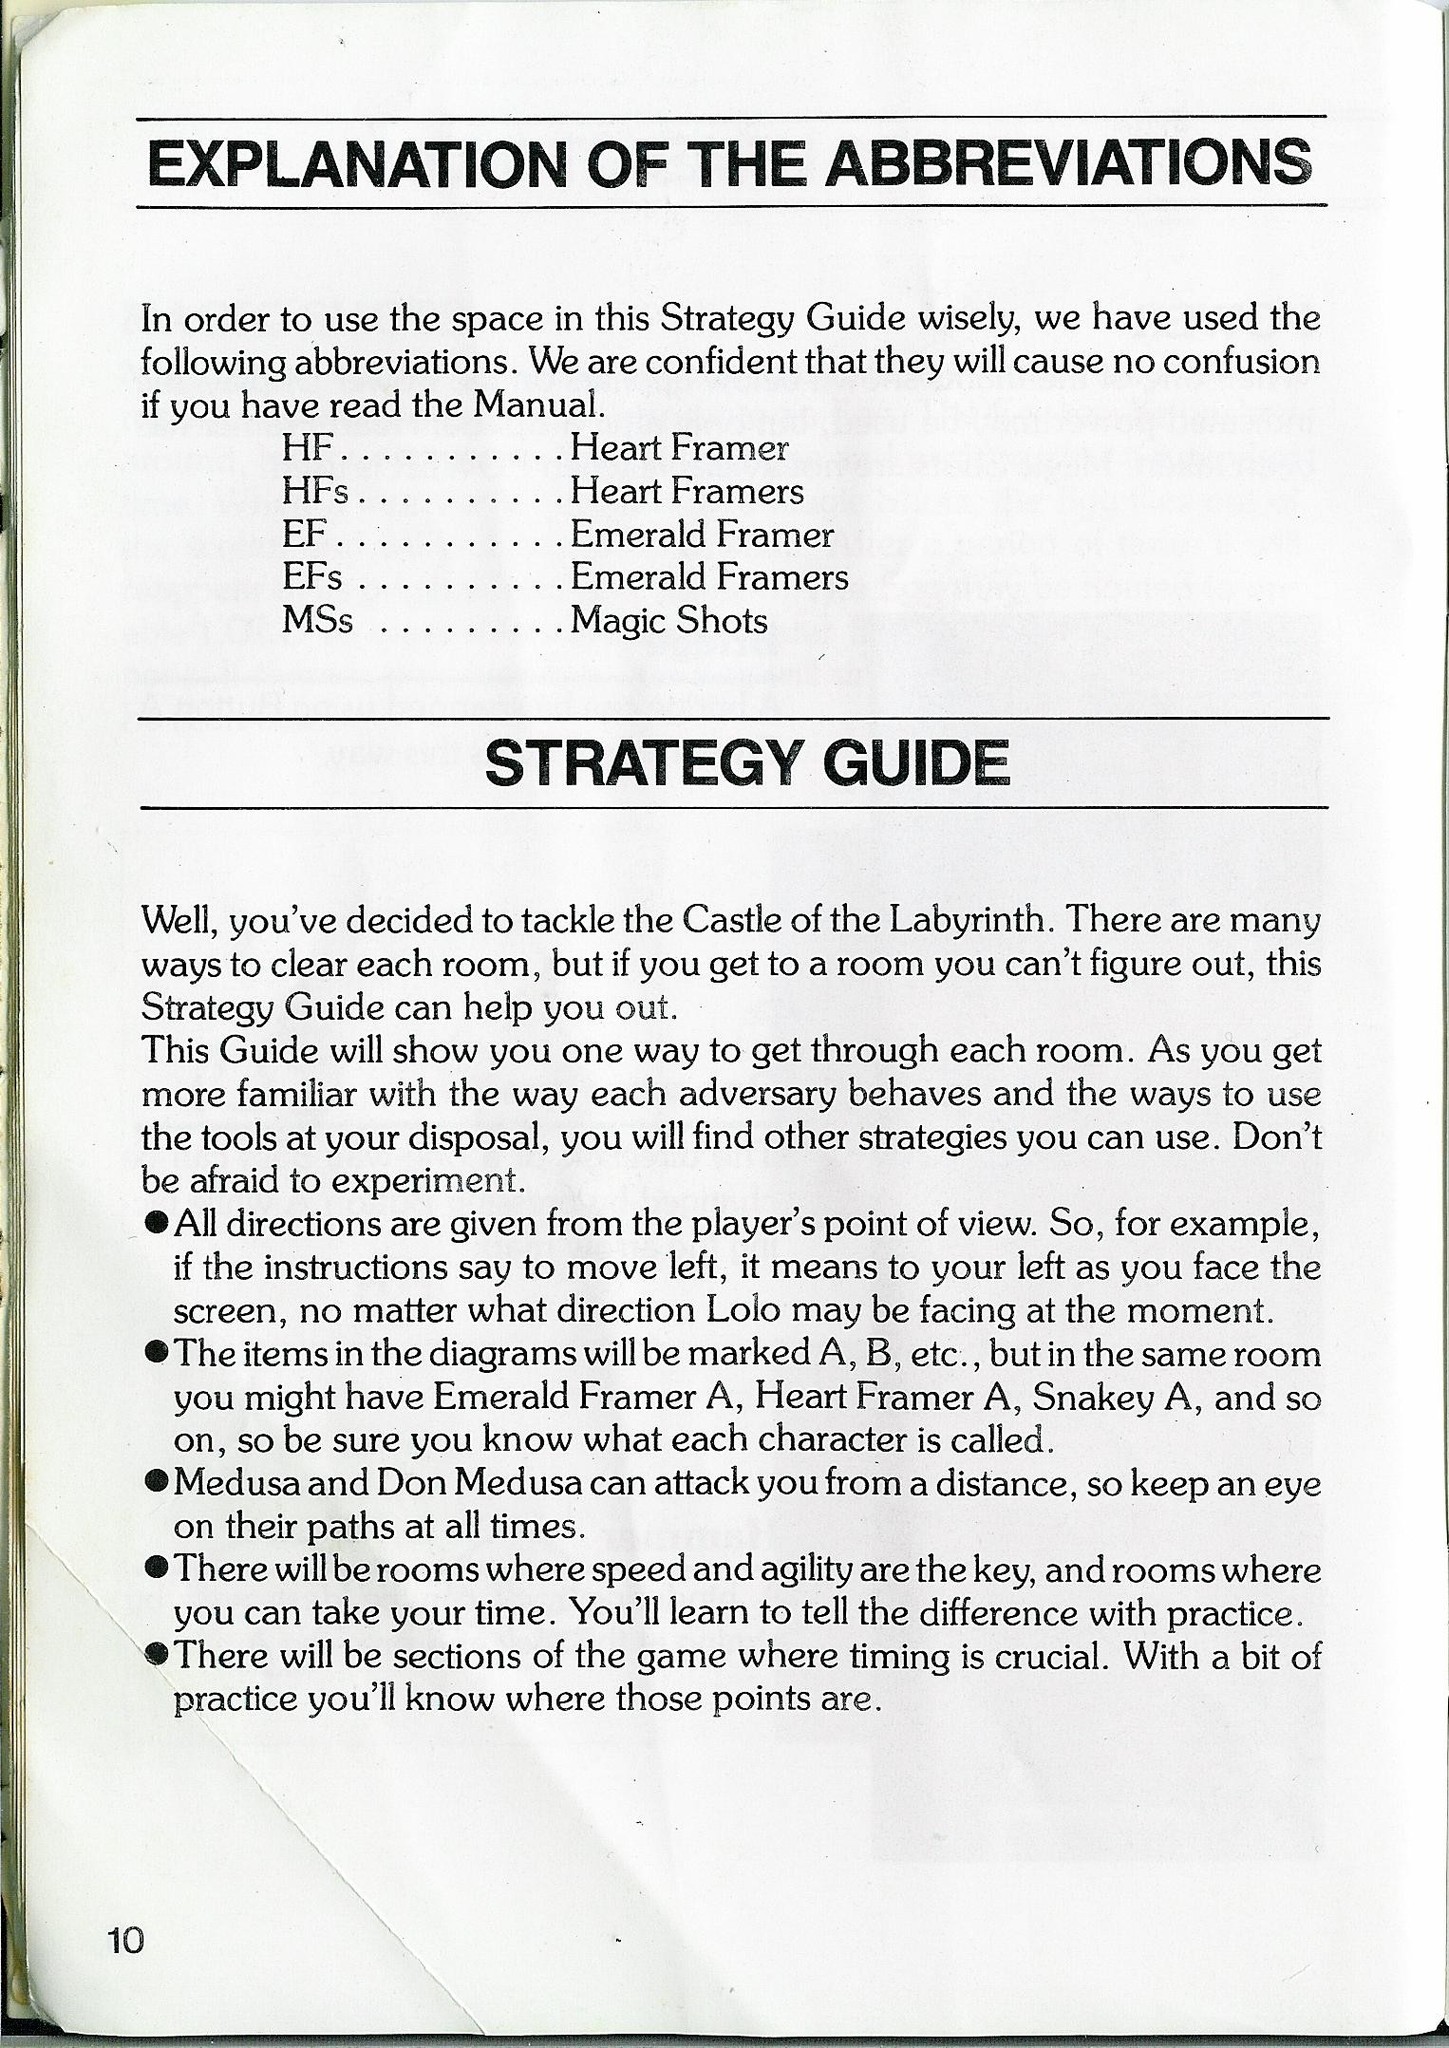 EXPLANATION OF THE ABBREVIATIONS
In order to use the space in this Strategy Guide wisely, we have used the
following abbreviations. We are confident that they will cause no confusion
if you have read the Manual.
HF . . . . . . . . . . . Heart Framer
HFs . . . . . . . . . . Heart Framers
EF . . . . . . . . . . . Emerald Framer
EFs . . . . . . . . . . Emerald Framers
MSs . . . . . . . . . Magic Shots
STRATEGY GUIDE
Well, you've decided to tackle the Castle of the Labyrinth. There are many
ways to clear each room, but if you get to a room you can't figure out, this
Strategy Guide can help you out.
This Guide will show you one way to get through each room. As you get
more familiar with the way each adversary behaves and the ways to use
the tools at your disposal, you will find other strategies you can use. Don't
be afraid to experiment.
●All directions are given from the player's point of view. So, for example,
if the instructions say to move left, it means to your left as you face the
screen, no matter what direction Lolo may be facing at the moment.
●The items in the diagrams will be marked A, B, etc., but in the same room
you might have Emerald Framer A, Heart Framer A, Snakey A, and so
on, so be sure you know what each character is called.
●Medusa and Don Medusa can attack you from a distance, so keep an eye
on their paths at all times.
●There will be rooms where speed and agility are the key, and rooms where
you can take your time. You'll learn to tell the difference with practice.
●There will be sections of the game where timing is crucial. With a bit of
practice you'll know where those points are.
10